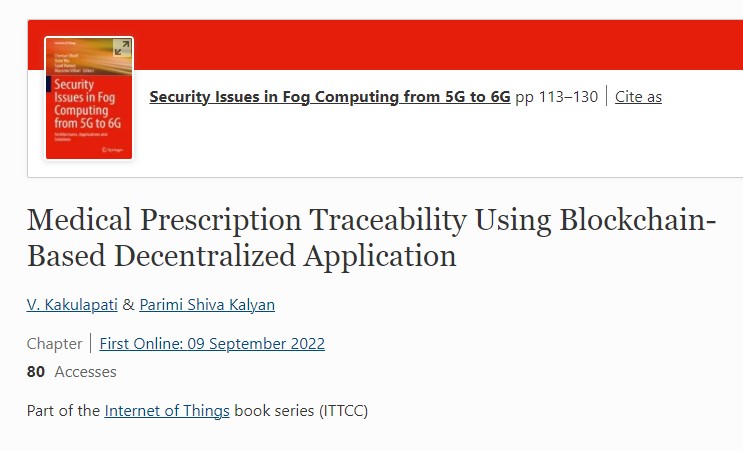 Security
Issues in Fog
Computing
from 5G to 6G
Springer
Security Issues in Fog Computing from 5G to 6G pp 113–130 | Cite as
Medical Prescription Traceability Using Blockchain-
Based Decentralized Application
V. Kakulapati & Parimi Shiva Kalyan
Chapter | First Online: 09 September 2022
80 Accesses
Part of the Internet of Things book series (ITTCC)